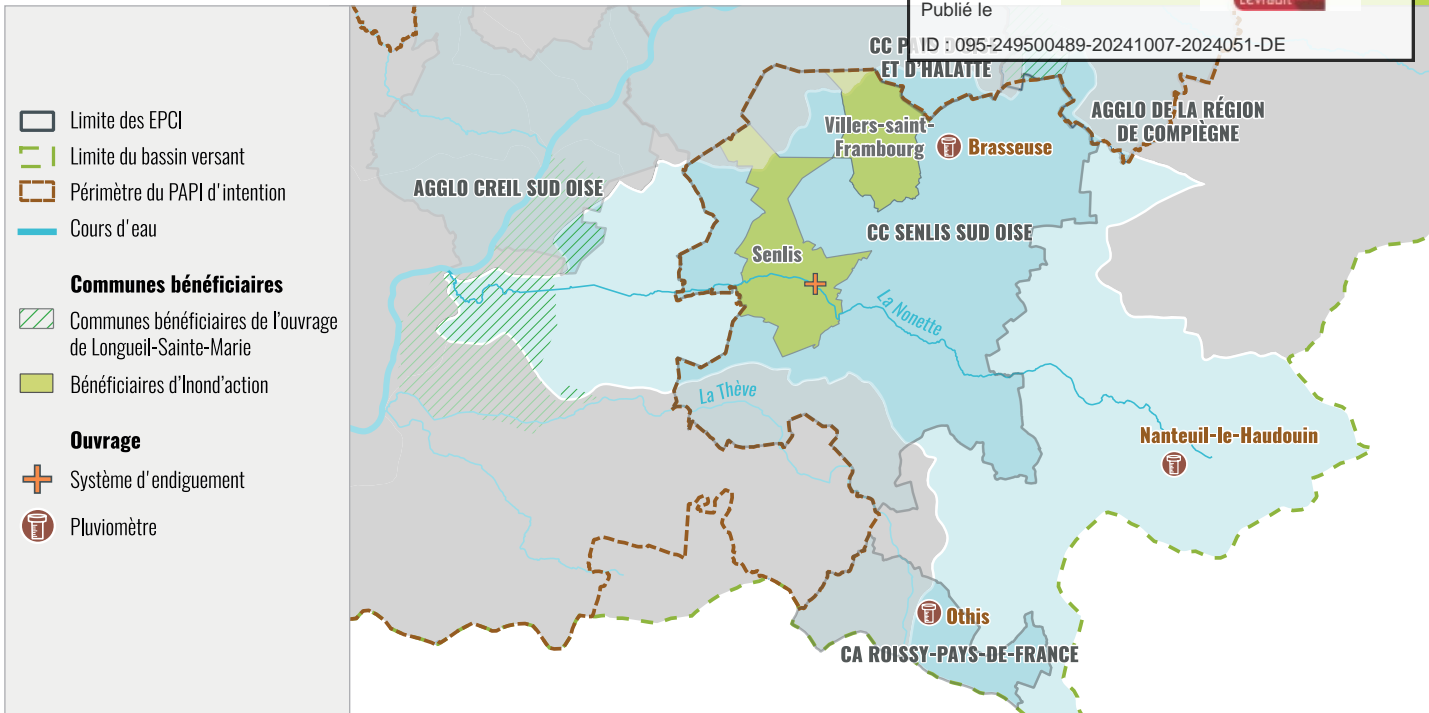 Levrault
Publié le
ID : 095-249500489-20241007-2024051-DE
Limite des EPCI
Limite du bassin versant
Périmètre du PAPI d'intention
Cours d'eau
Communes bénéficiaires
Communes bénéficiaires de l'ouvrage
de Longueil-Sainte-Marie
Bénéficiaires d'Inond'action
Ouvrage
Système d'endiguement
Pluviomètre
ET D'HALATTE
AGGLO DE LA RÉGION
DE COMPIÈGNE
Villers-saint-
Frambourg
Brasseuse
AGGLO CREIL SUD OISE
CC SENLIS SUD OISE
Senlis
La Nonette
La Thève
Nanteuil-le-Haudouin
Othis
CA ROISSY-PAYS-DE-FRANCE